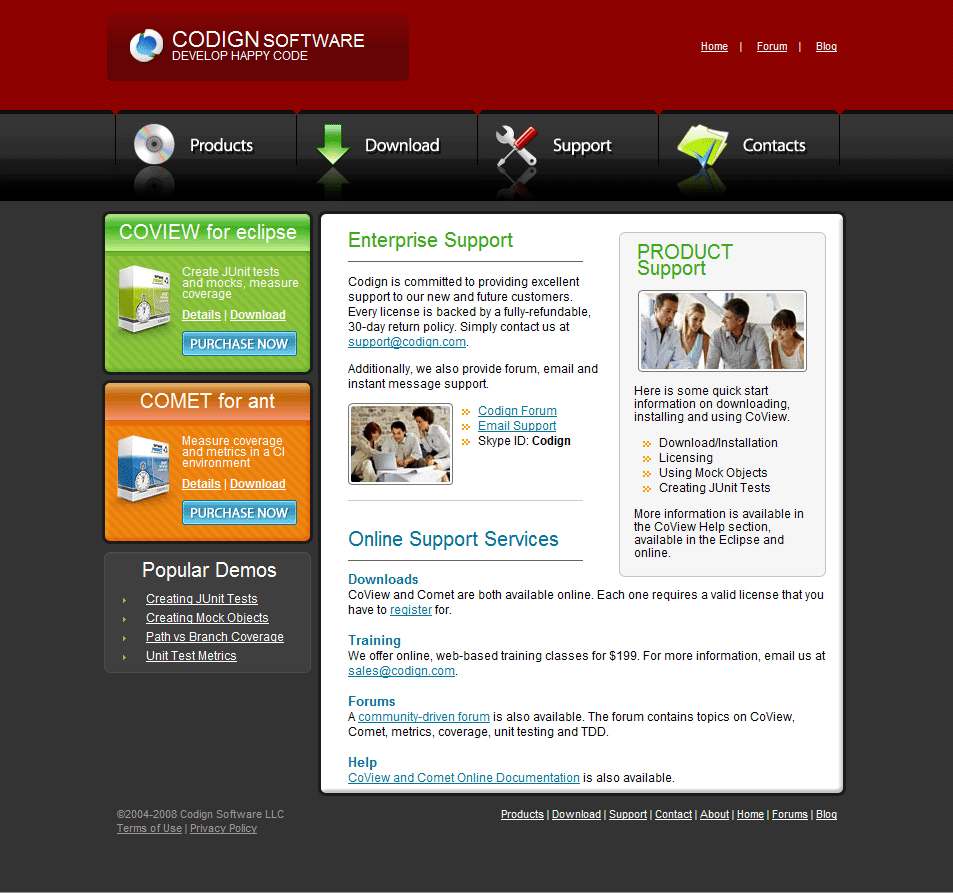 CODIGN SOFTWARE
DEVELOP HAPPY CODE
Home | Forum | Blog
Products
Download
Support
Contacts
COVIEW for eclipse
Create JUnit tests
and mocks, measure
coverage
Details | Download
PURCHASE NOW
COMET for ant
Measure coverage
and metrics in a CI
environment
Details | Download
PURCHASE NOW
Popular Demos
Creating JUnit Tests
Creating Mock Objects
Path vs Branch Coverage
Unit Test Metrics
Enterprise Support
Codign is committed to providing excellent
support to our new and future customers.
Every license is backed by a fully-refundable,
30-day return policy. Simply contact us at
support@codign.com.
Additionally, we also provide forum, email and
instant message support.
Codign Forum
Email Support
Skype ID: Codign
PRODUCT
Support
Here is some quick start
information on downloading,
installing and using CoView.
Download/Installation
Licensing
Using Mock Objects
Creating JUnit Tests
More information is available in
the CoView Help section,
available in the Eclipse and
online.
Online Support Services
Downloads
CoView and Comet are both available online. Each one requires a valid license that you
have to register for.
Training
We offer online, web-based training classes for $199. For more information, email us at
sales@codign.com.
Forums
A community-driven forum is also available. The forum contains topics on CoView,
Comet, metrics, coverage, unit testing and TDD.
Help
CoView and Comet Online Documentation is also available.
©2004-2008 Codign Software LLC
Terms of Use | Privacy Policy
Products | Download | Support | Contact | About | Home | Forums | Blog